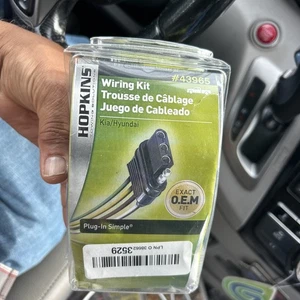 HOPKINS
#43965
Wiring Kit
Trousse de Câblage
Juego de Cableado
Kia/Hyundai
EXACT
O.E.M
FIT
Plug-In Simple®
3529